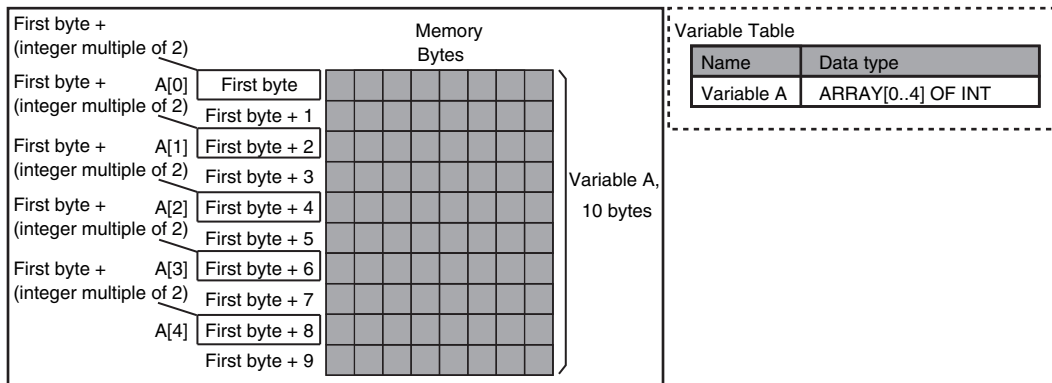 First byte +
(integer multiple of 2)
Memory
Bytes
First byte +
(integer multiple of 2)
A[0] First byte
First byte + 1
First byte +
(integer multiple of 2)
A[1] First byte + 2
First byte + 3
First byte +
(integer multiple of 2)
A[2] First byte + 4
First byte + 5
First byte +
(integer multiple of 2)
A[3] First byte + 6
First byte + 7
A[4] First byte + 8
First byte + 9
Variable A,
10 bytes
Variable Table
Name Data type
Variable A ARRAY[0..4] OF INT